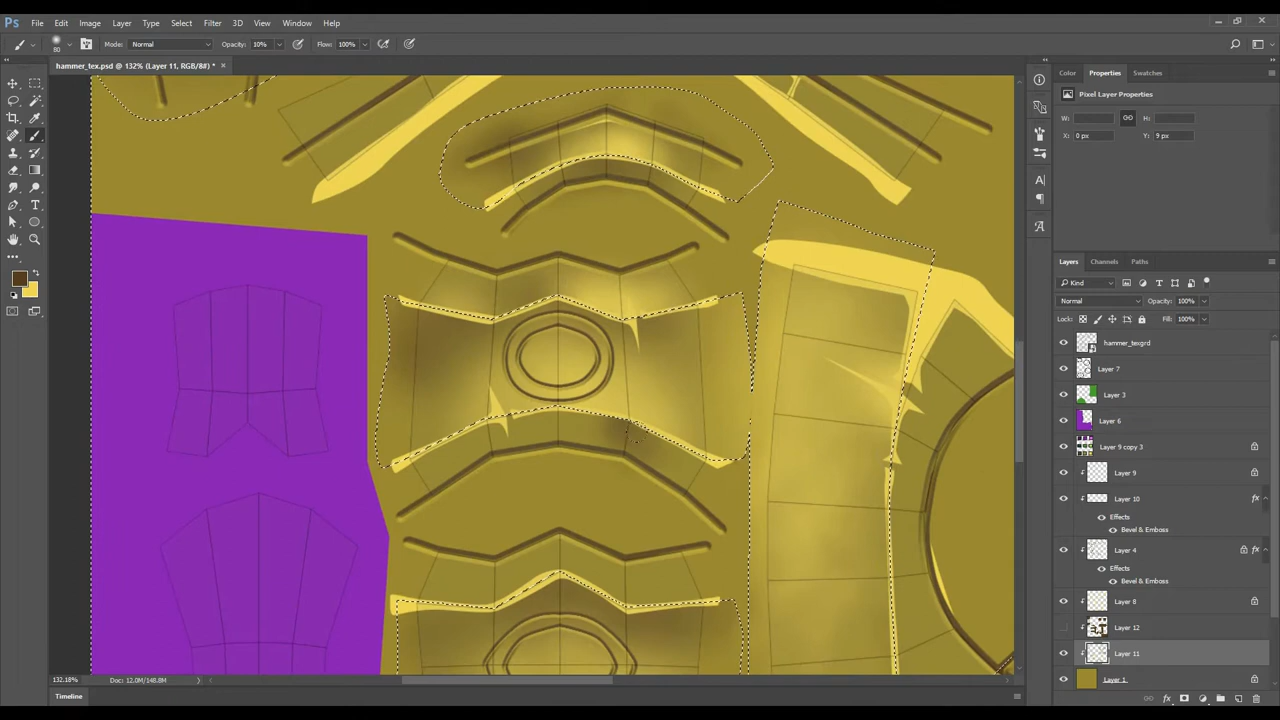 Ps File Edit Image Layer Type Select Filter 3D View Window Help
80 Mode: Normal Opacity: 10% Flow: 100%
hammer_tex.psd @ 132% (Layer 11, RGB/8#) * ×
Color Properties Swatches
Pixel Layer Properties
W: H:
X: 0 px Y: 9 px
Layers Channels Paths
Kind
Normal Opacity: 100%
Lock: Fill: 100%
hammer_texgrd
Layer 7
Layer 3
Layer 6
Layer 9 copy 3
Layer 9
Layer 10 fx
Effects
Bevel & Emboss
Layer 4 fx
Effects
Bevel & Emboss
Layer 8
Layer 12
Layer 11
Layer 1
132.18% Doc: 12.0M/148.8M
Timeline